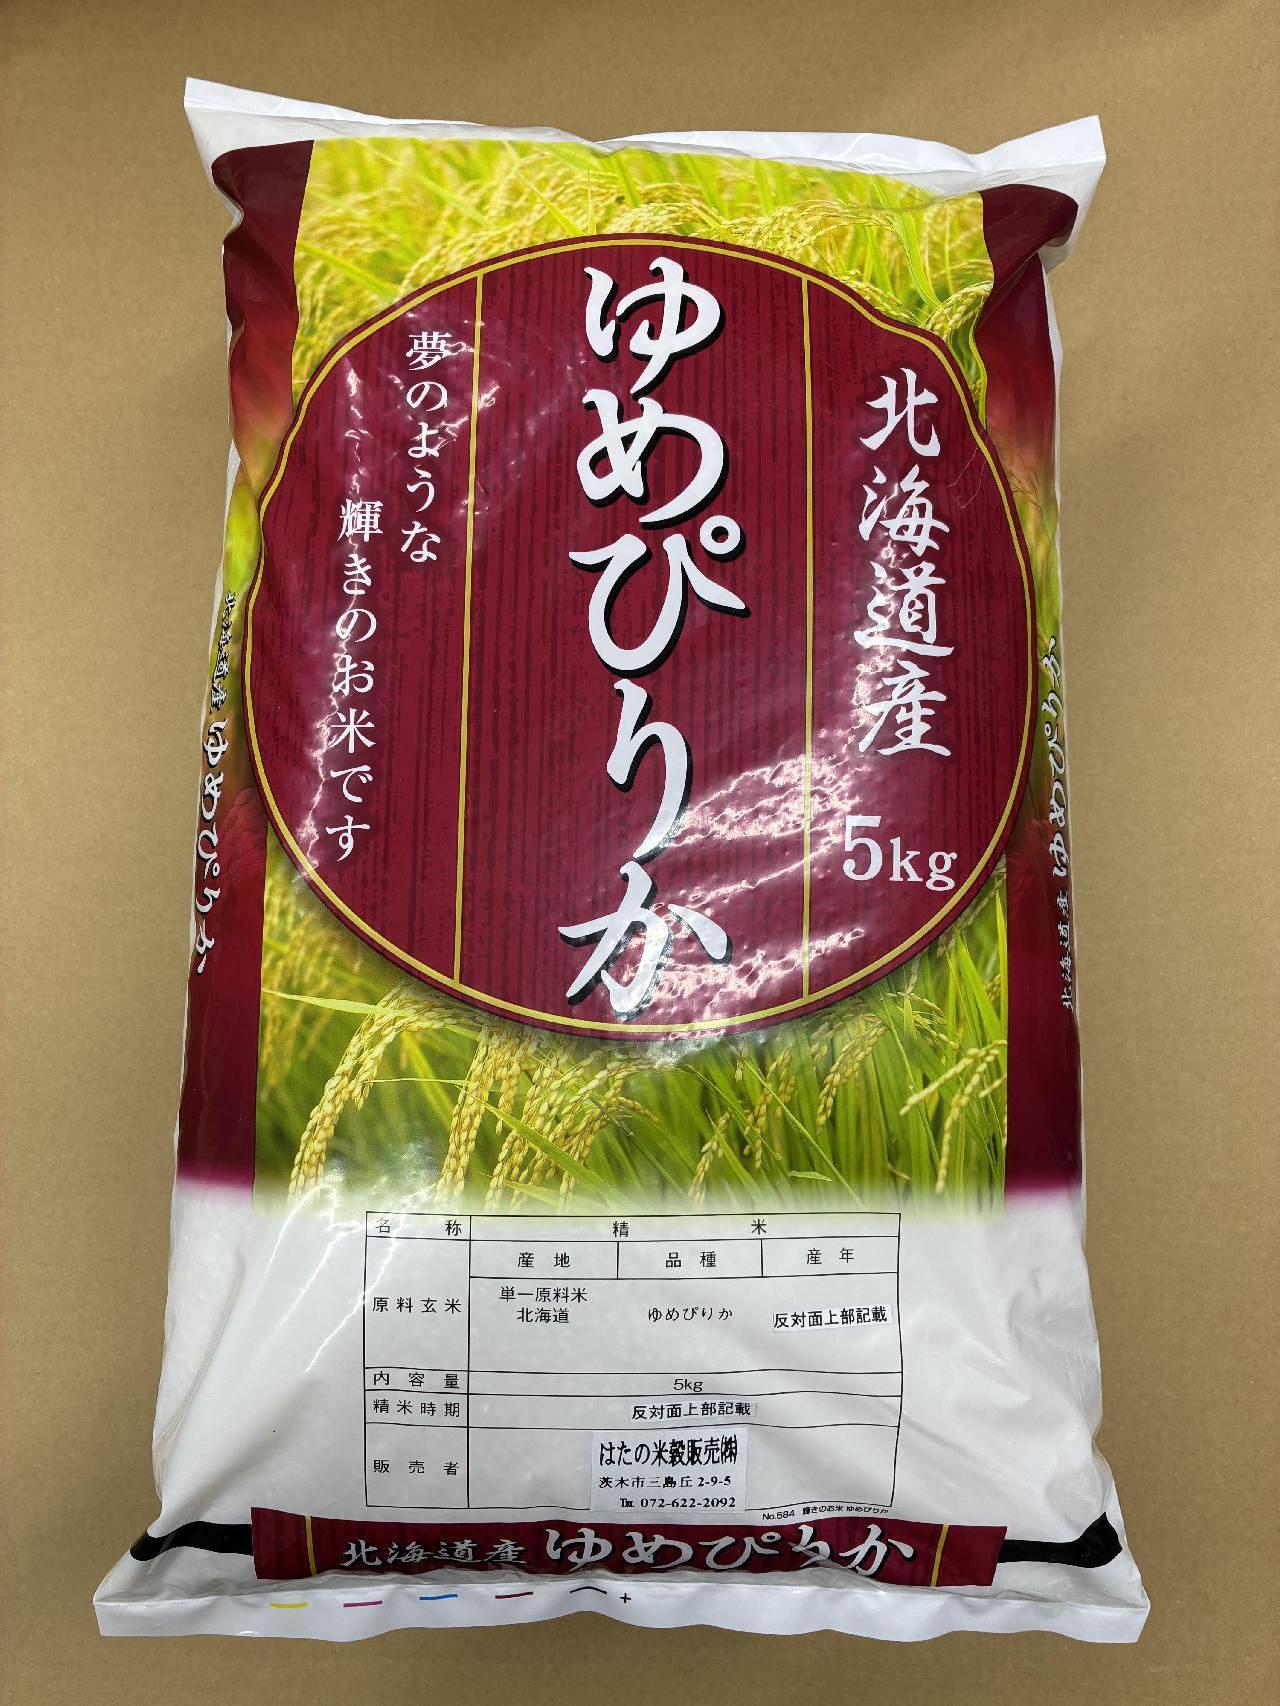 北海道産
5kg
ゆめぴりか
夢のような
輝きのお米です
北海道産 ゆめぴりか
北海道産 ゆめぴりか
名称 精米
産地 品種 産年
原料玄米 単一原料米
北海道 ゆめぴりか 反対面上部記載
内容量 5kg
精米時期 反対面上部記載
販売者 はたの米穀販売㈱
茨木市三島丘2-9-5
℡ 072-622-2092
No.584 輝きのお米 ゆめぴりか
北海道産 ゆめぴりか